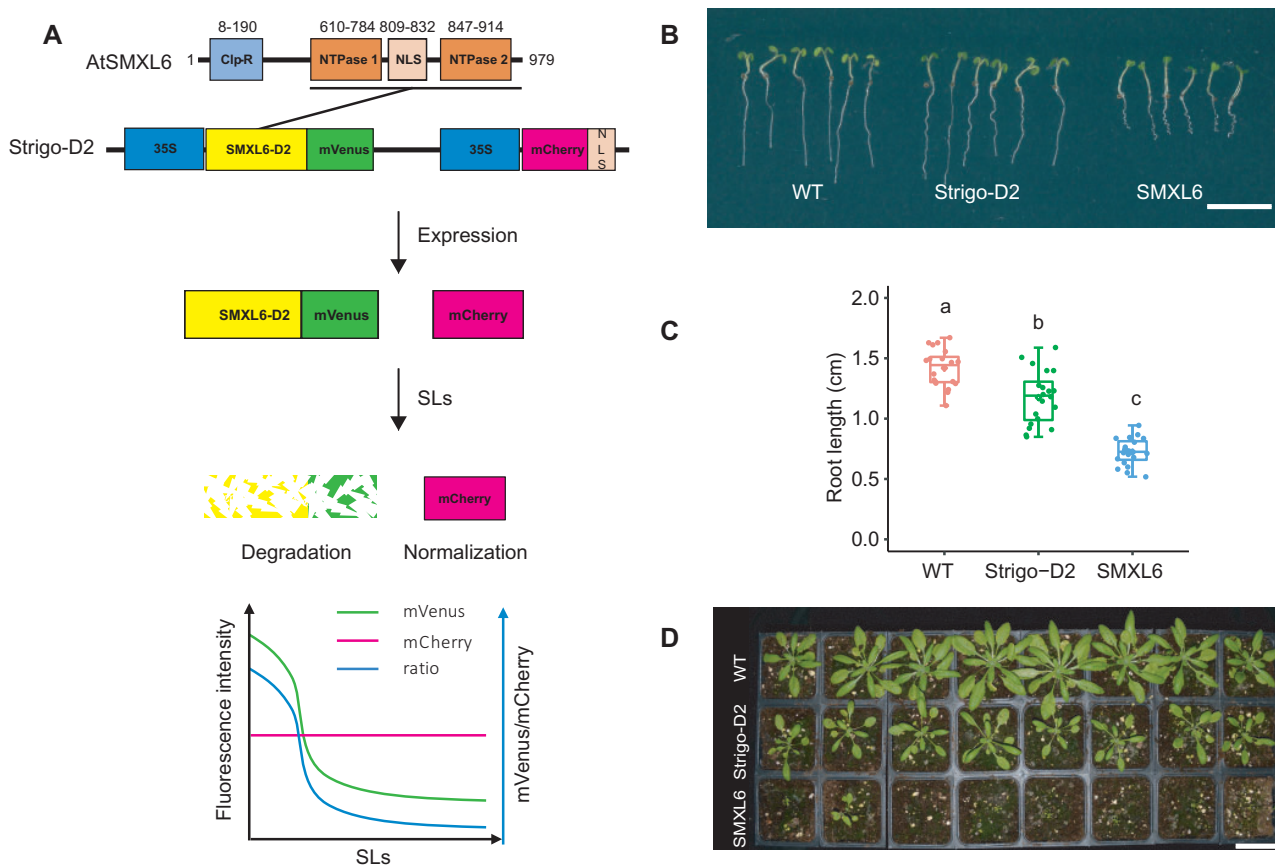 A
8-190
610-784
809-832
847-914
AtSMXL6
1
Clp-R
NTPase 1
NLS
NTPase 2
979
Strigo-D2
35S
SMXL6-D2
mVenus
35S
mCherry
N
L
S
Expression
SMXL6-D2
mVenus
mCherry
SLs
mCherry
Degradation
Normalization
Fluorescence intensity
mVenus
mCherry
ratio
mVenus/mCherry
SLs
B
WT
Strigo-D2
SMXL6
C
Root length (cm)
2.0
1.5
1.0
0.5
0.0
a
b
c
WT
Strigo−D2
SMXL6
D
WT
Strigo-D2
SMXL6